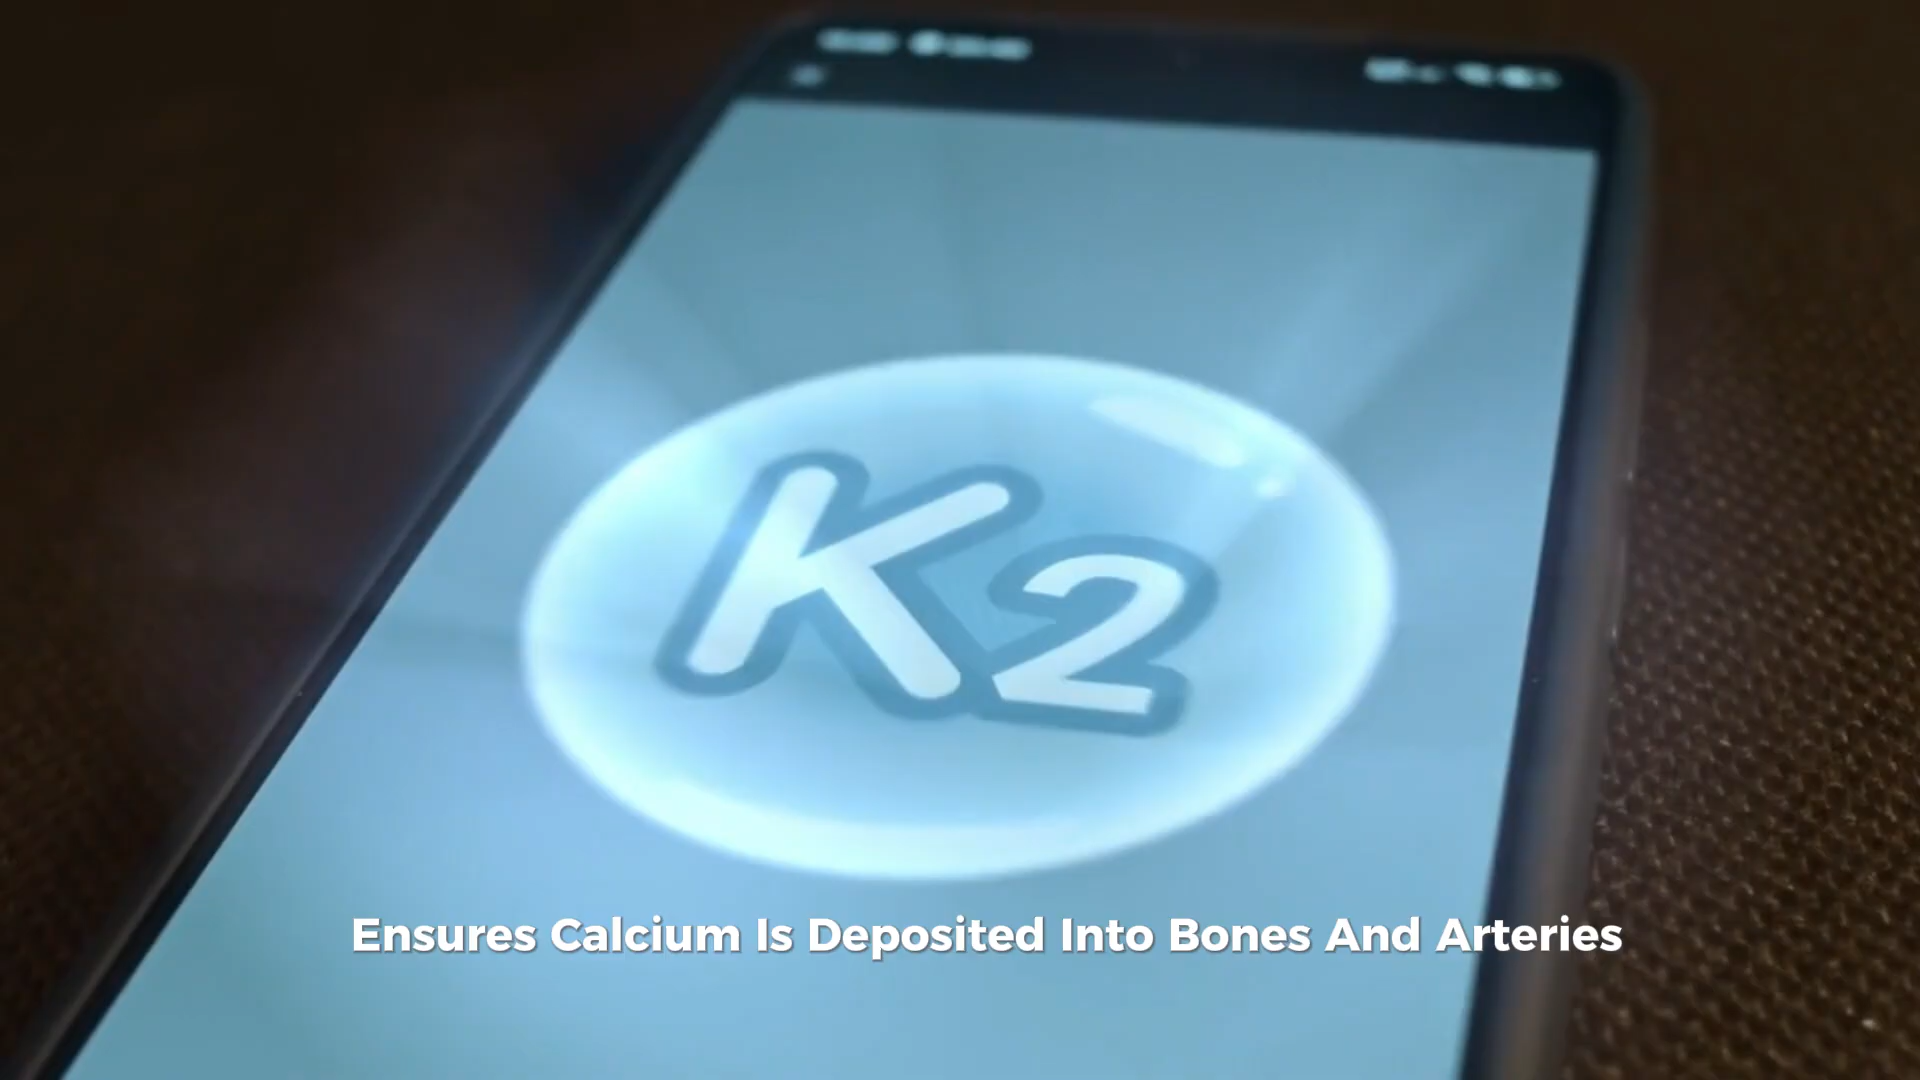 K2
Ensures Calcium Is Deposited Into Bones And Arteries